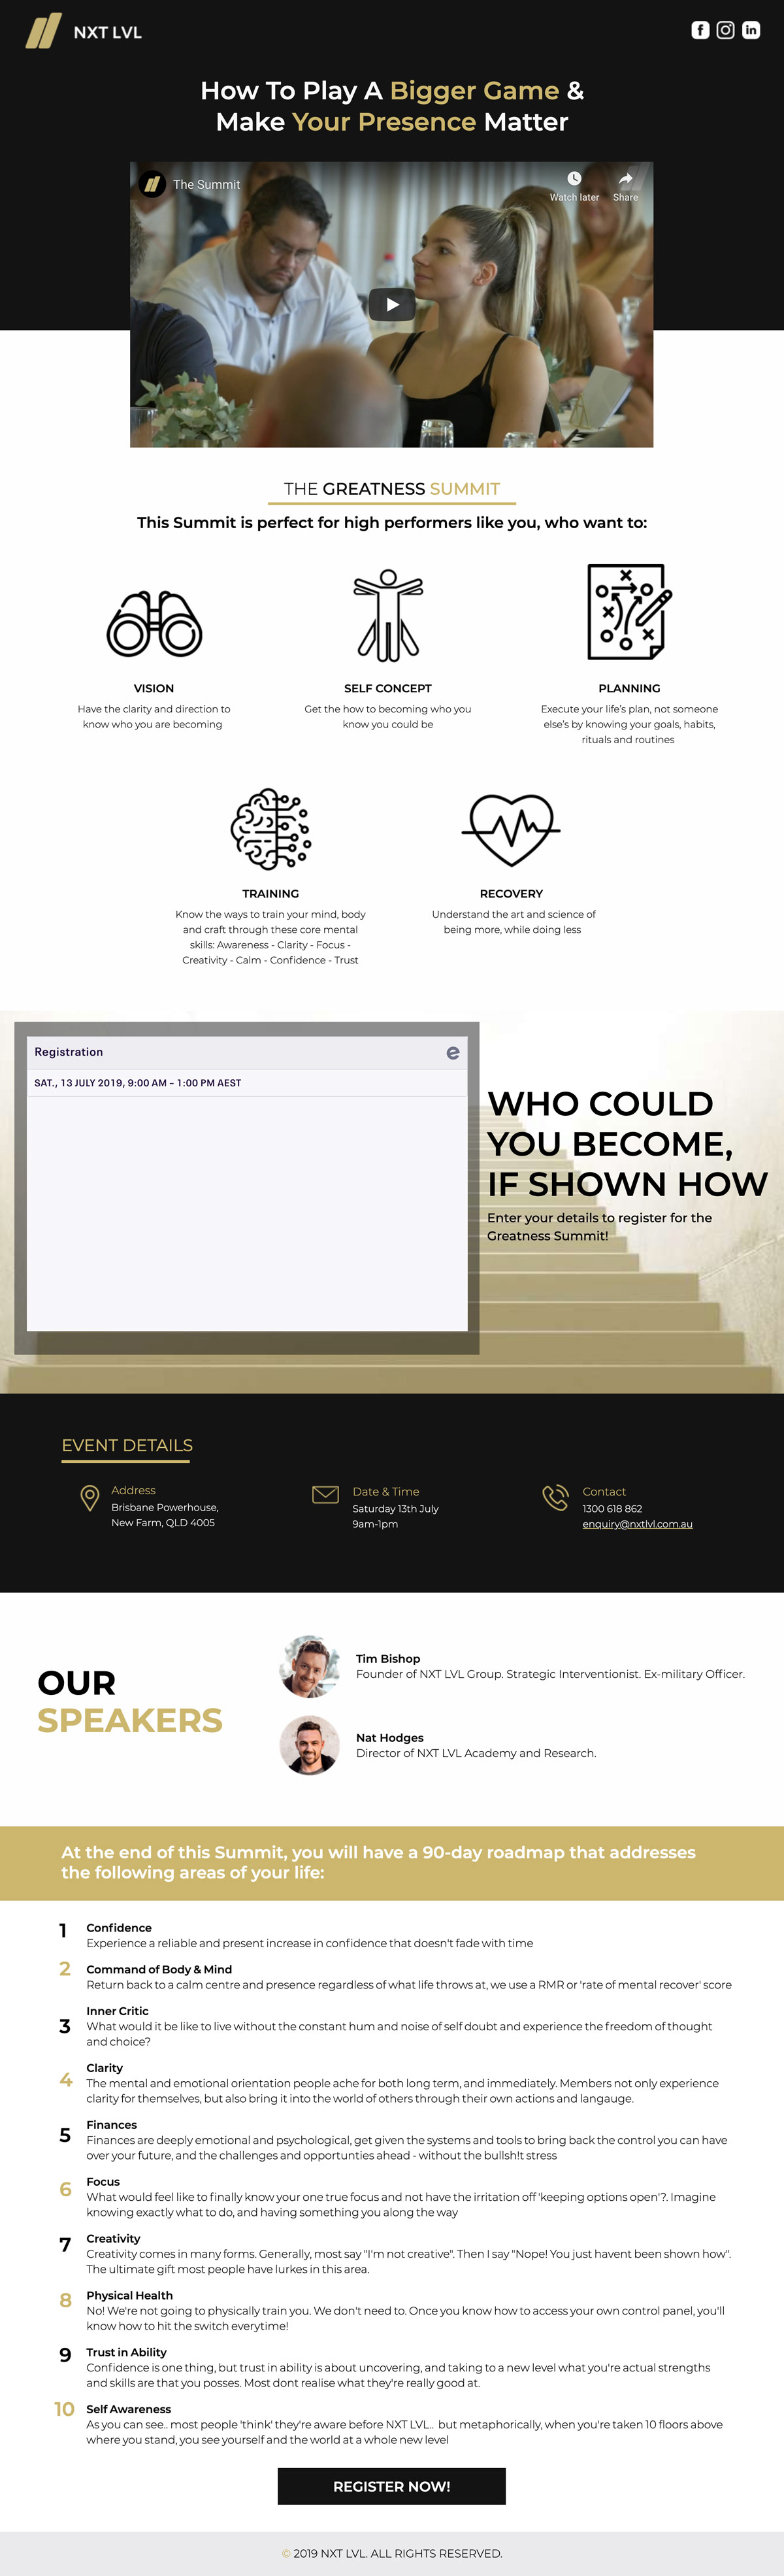 NXT LVL
How To Play A Bigger Game &
Make Your Presence Matter
The Summit
Watch later
Share
THE GREATNESS SUMMIT
This Summit is perfect for high performers like you, who want to:
VISION
Have the clarity and direction to
know who you are becoming
SELF CONCEPT
Get the how to becoming who you
know you could be
PLANNING
Execute your life's plan, not someone
else's by knowing your goals, habits,
rituals and routines
TRAINING
Know the ways to train your mind, body
and craft through these core mental
skills: Awareness - Clarity - Focus -
Creativity - Calm - Confidence - Trust
RECOVERY
Understand the art and science of
being more, while doing less
Registration
SAT., 13 JULY 2019, 9:00 AM - 1:00 PM AEST
WHO COULD
YOU BECOME,
IF SHOWN HOW
Enter your details to register for the
Greatness Summit!
EVENT DETAILS
Address
Brisbane Powerhouse,
New Farm, QLD 4005
Date & Time
Saturday 13th July
9am-1pm
Contact
1300 618 862
enquiry@nxtlvl.com.au
OUR
SPEAKERS
Tim Bishop
Founder of NXT LVL Group. Strategic Interventionist. Ex-military Officer.
Nat Hodges
Director of NXT LVL Academy and Research.
At the end of this Summit, you will have a 90-day roadmap that addresses
the following areas of your life:
1 Confidence
Experience a reliable and present increase in confidence that doesn't fade with time
2 Command of Body & Mind
Return back to a calm centre and presence regardless of what life throws at, we use a RMR or 'rate of mental recover' score
3 Inner Critic
What would it be like to live without the constant hum and noise of self doubt and experience the freedom of thought
and choice?
4 Clarity
The mental and emotional orientation people ache for both long term, and immediately. Members not only experience
clarity for themselves, but also bring it into the world of others through their own actions and langauge.
5 Finances
Finances are deeply emotional and psychological, get given the systems and tools to bring back the control you can have
over your future, and the challenges and opportunties ahead - without the bullsh!t stress
6 Focus
What would feel like to finally know your one true focus and not have the irritation off 'keeping options open'?. Imagine
knowing exactly what to do, and having something you along the way
7 Creativity
Creativity comes in many forms. Generally, most say "I'm not creative". Then I say "Nope! You just havent been shown how".
The ultimate gift most people have lurkes in this area.
8 Physical Health
No! We're not going to physically train you. We don't need to. Once you know how to access your own control panel, you'll
know how to hit the switch everytime!
9 Trust in Ability
Confidence is one thing, but trust in ability is about uncovering, and taking to a new level what you're actual strengths
and skills are that you posses. Most dont realise what they're really good at.
10 Self Awareness
As you can see.. most people 'think' they're aware before NXT LVL.. but metaphorically, when you're taken 10 floors above
where you stand, you see yourself and the world at a whole new level
REGISTER NOW!
© 2019 NXT LVL. ALL RIGHTS RESERVED.